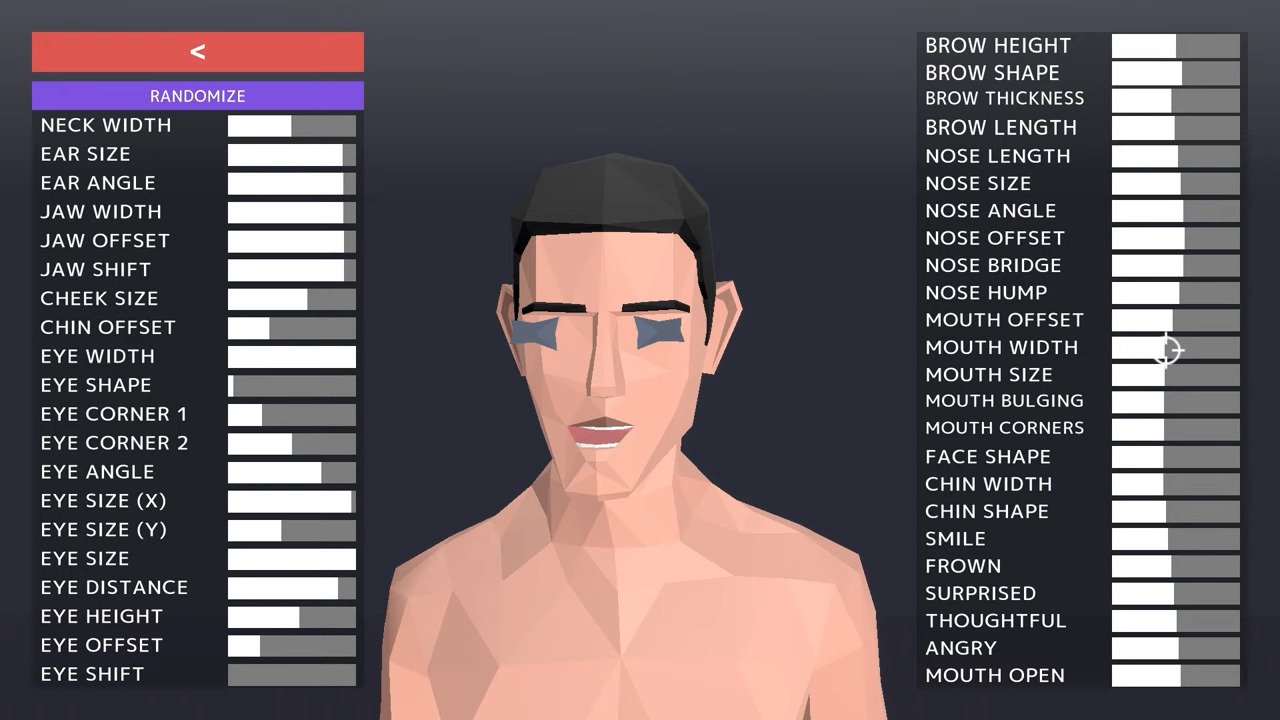 <
RANDOMIZE
NECK WIDTH
EAR SIZE
EAR ANGLE
JAW WIDTH
JAW OFFSET
JAW SHIFT
CHEEK SIZE
CHIN OFFSET
EYE WIDTH
EYE SHAPE
EYE CORNER 1
EYE CORNER 2
EYE ANGLE
EYE SIZE (X)
EYE SIZE (Y)
EYE SIZE
EYE DISTANCE
EYE HEIGHT
EYE OFFSET
EYE SHIFT
BROW HEIGHT
BROW SHAPE
BROW THICKNESS
BROW LENGTH
NOSE LENGTH
NOSE SIZE
NOSE ANGLE
NOSE OFFSET
NOSE BRIDGE
NOSE HUMP
MOUTH OFFSET
MOUTH WIDTH
MOUTH SIZE
MOUTH BULGING
MOUTH CORNERS
FACE SHAPE
CHIN WIDTH
CHIN SHAPE
SMILE
FROWN
SURPRISED
THOUGHTFUL
ANGRY
MOUTH OPEN